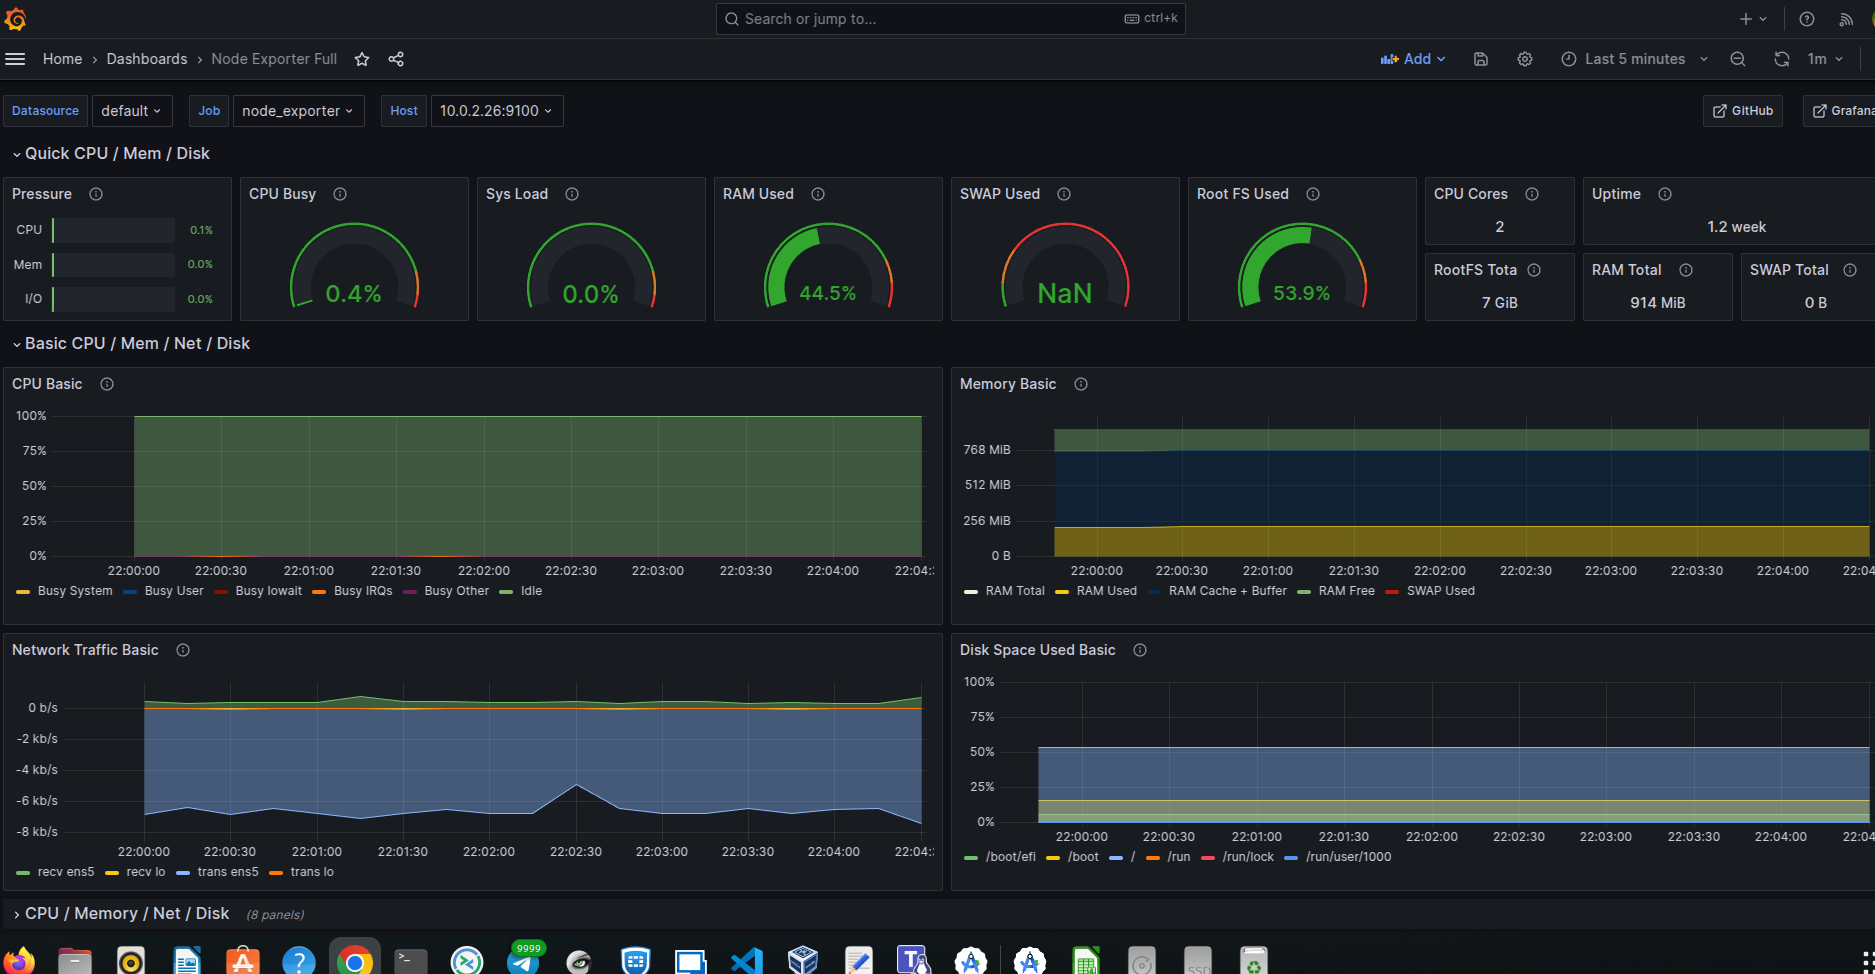 Search or jump to... ctrl+k
Home › Dashboards › Node Exporter Full Add Last 5 minutes 1m
Datasource default Job node_exporter Host 10.0.2.26:9100 GitHub Grafana
Quick CPU / Mem / Disk
Pressure
CPU 0.1%
Mem 0.0%
I/O 0.0%
CPU Busy
0.4%
Sys Load
0.0%
RAM Used
44.5%
SWAP Used
NaN
Root FS Used
53.9%
CPU Cores
2
Uptime
1.2 week
RootFS Tota
7 GiB
RAM Total
914 MiB
SWAP Total
0 B
Basic CPU / Mem / Net / Disk
CPU Basic
100%
75%
50%
25%
0%
22:00:00 22:00:30 22:01:00 22:01:30 22:02:00 22:02:30 22:03:00 22:03:30 22:04:00 22:04:
Busy System Busy User Busy Iowait Busy IRQs Busy Other Idle
Memory Basic
768 MiB
512 MiB
256 MiB
0 B
22:00:00 22:00:30 22:01:00 22:01:30 22:02:00 22:02:30 22:03:00 22:03:30 22:04:00 22:04
RAM Total RAM Used RAM Cache + Buffer RAM Free SWAP Used
Network Traffic Basic
0 b/s
-2 kb/s
-4 kb/s
-6 kb/s
-8 kb/s
22:00:00 22:00:30 22:01:00 22:01:30 22:02:00 22:02:30 22:03:00 22:03:30 22:04:00 22:04:
recv ens5 recv lo trans ens5 trans lo
Disk Space Used Basic
100%
75%
50%
25%
0%
22:00:00 22:00:30 22:01:00 22:01:30 22:02:00 22:02:30 22:03:00 22:03:30 22:04:00 22:04
/boot/efi /boot / /run /run/lock /run/user/1000
CPU / Memory / Net / Disk (8 panels)
9999
SSD